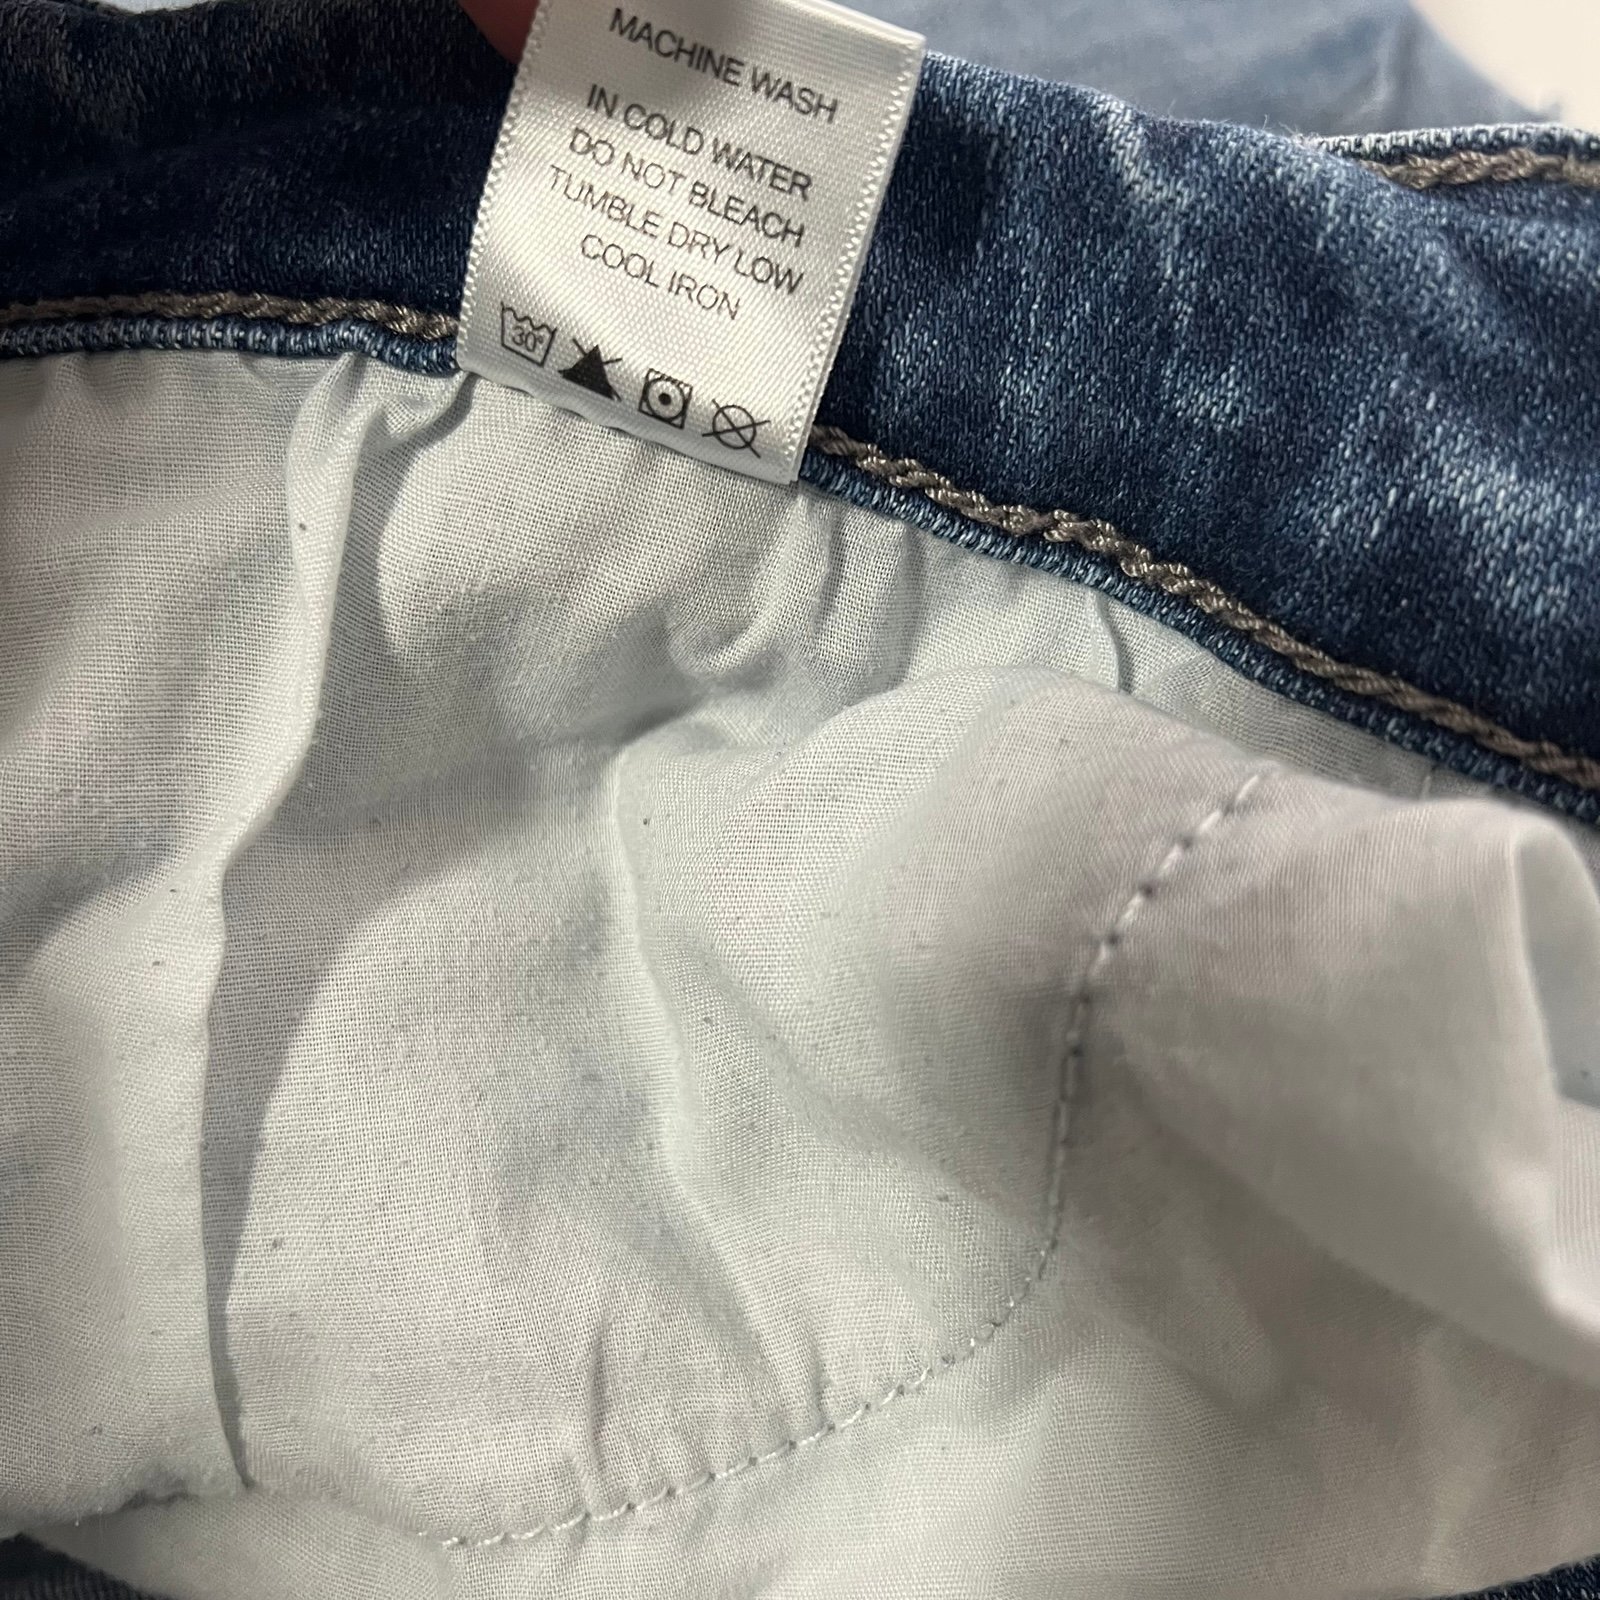 MACHINE WASH
IN COLD WATER
DO NOT BLEACH
TUMBLE DRY LOW
COOL IRON
30°